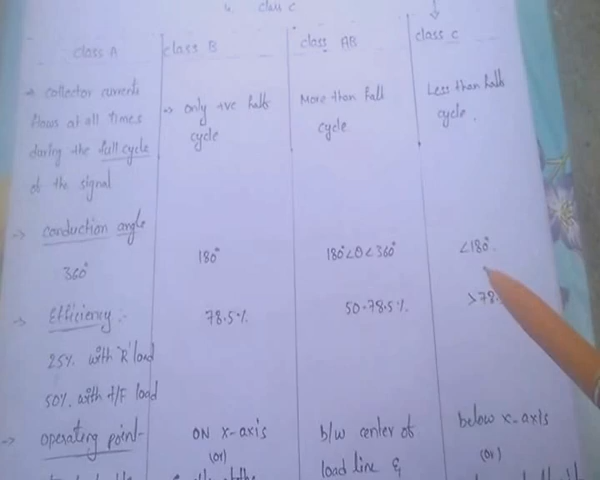 4. class C
class A
→ collector currents
flows at all times
during the full cycle
of the signal
→ conduction angle
360°
→ Efficiency :-
25% with 'R' load
50% with t/F load
→ operating point-
class B
→ only +ve half
cycle
180°
78.5%
ON x-axis
(or)
class AB
More than half
cycle
180°<θ<360°
50-78.5%
b/w center of
load line &
class c
Less than half
cycle.
<180°.
>78.
below x-axis
(or)